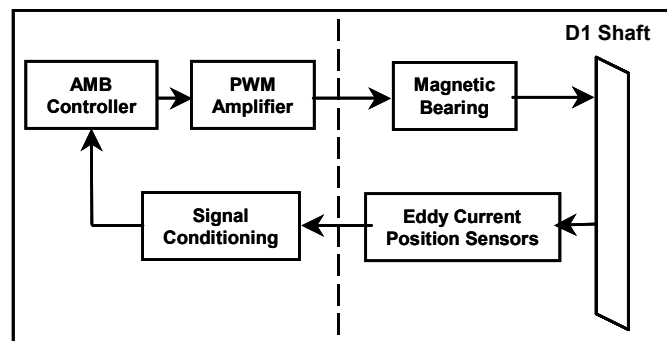 D1 Shaft
AMB
Controller
PWM
Amplifier
Magnetic
Bearing
Signal
Conditioning
Eddy Current
Position Sensors